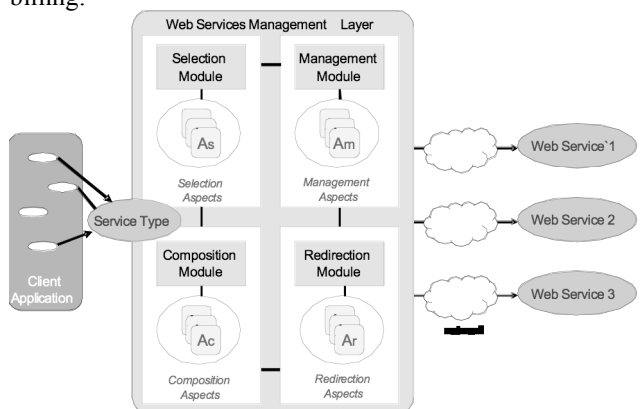 billing.
Web Services Management Layer
Selection
Module
Management
Module
As
Am
Selection
Aspects
Management
Aspects
Service Type
Client
Application
Composition
Module
Redirection
Module
Ac
Ar
Composition
Aspects
Redirection
Aspects
Web Service`1
Web Service 2
Web Service 3